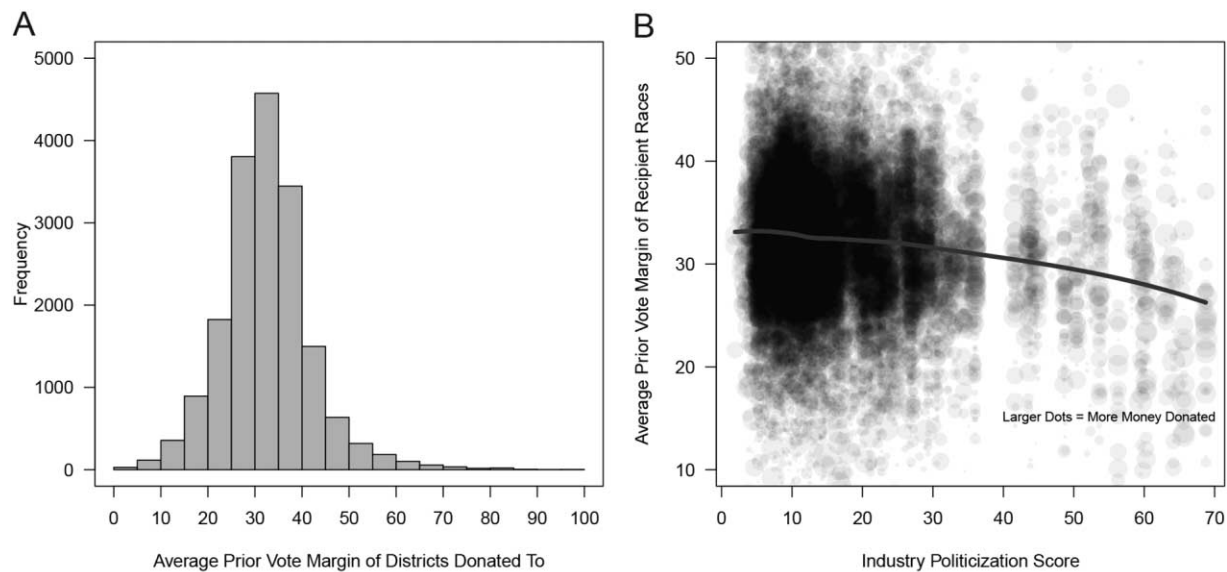 A
5000
4000
3000
2000
1000
0
Frequency
0 10 20 30 40 50 60 70 80 90 100
Average Prior Vote Margin of Districts Donated To
B
50
40
30
20
10
Average Prior Vote Margin of Recipient Races
Larger Dots = More Money Donated
0 10 20 30 40 50 60 70
Industry Politicization Score